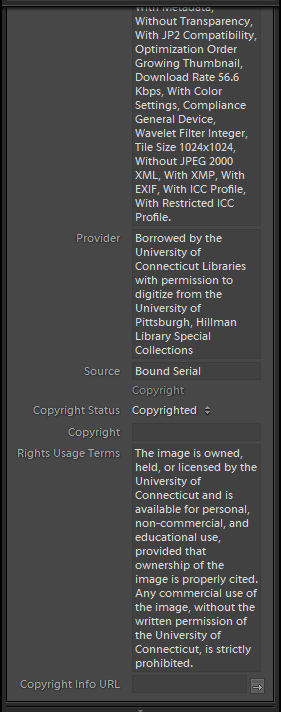 With Metadata,
Without Transparency,
With JP2 Compatibility,
Optimization Order
Growing Thumbnail,
Download Rate 56.6
Kbps, With Color
Settings, Compliance
General Device,
Wavelet Filter Integer,
Tile Size 1024x1024,
Without JPEG 2000
XML, With XMP, With
EXIF, With ICC Profile,
With Restricted ICC
Profile.
Provider
Borrowed by the
University of
Connecticut Libraries
with permission to
digitize from the
University of
Pittsburgh, Hillman
Library Special
Collections
Source Bound Serial
Copyright
Copyright Status Copyrighted
Copyright
Rights Usage Terms
The image is owned,
held, or licensed by the
University of
Connecticut and is
available for personal,
non-commercial, and
educational use,
provided that
ownership of the
image is properly cited.
Any commercial use of
the image, without the
written permission of
the University of
Connecticut, is strictly
prohibited.
Copyright Info URL